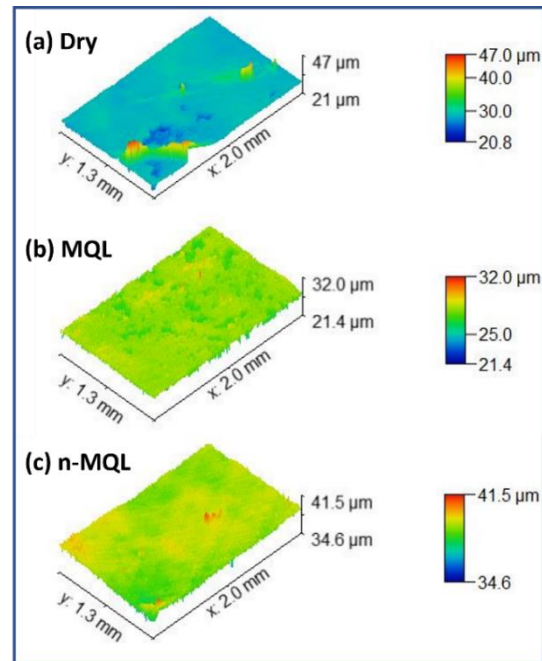 (a) Dry
47 µm
21 µm
y: 1.3 mm
x: 2.0 mm
47.0 µm
40.0
30.0
20.8
(b) MQL
32.0 µm
21.4 µm
y: 1.3 mm
x: 2.0 mm
32.0 µm
25.0
21.4
(c) n-MQL
41.5 µm
34.6 µm
y: 1.3 mm
x: 2.0 mm
41.5 µm
34.6